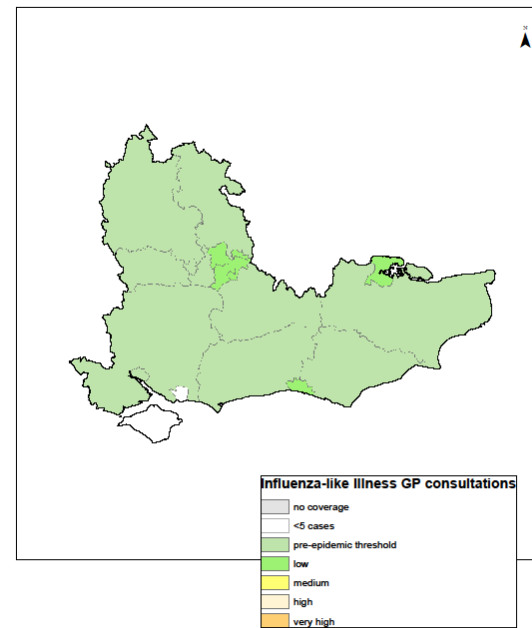 N
Influenza-like Illness GP consultations
no coverage
<5 cases
pre-epidemic threshold
low
medium
high
very high